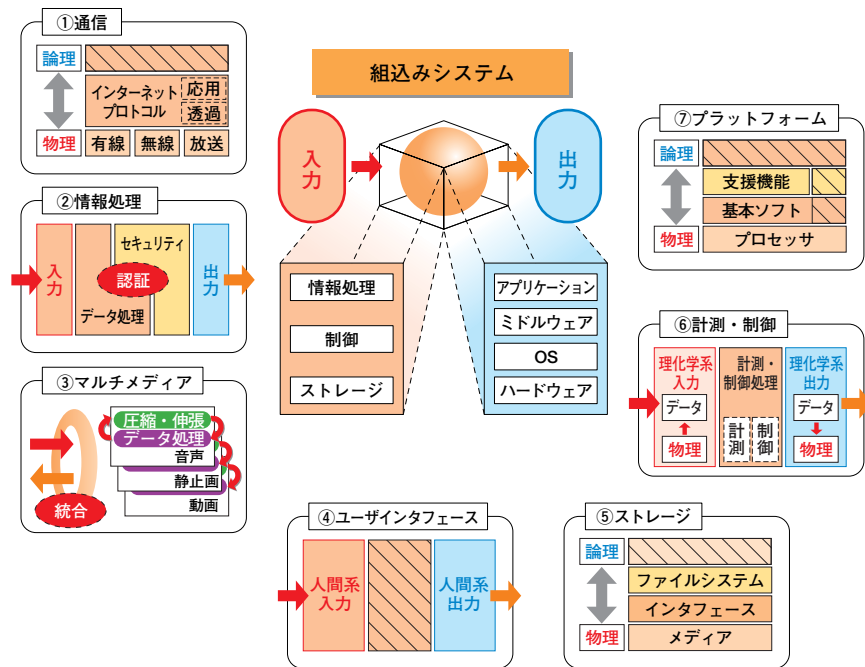 組込みシステム
入力
出力
情報処理
制御
ストレージ
アプリケーション
ミドルウェア
OS
ハードウェア
①通信
論理
インターネット
プロトコル
応用
透過
物理
有線
無線
放送
②情報処理
入力
セキュリティ
認証
データ処理
出力
③マルチメディア
圧縮・伸張
データ処理
音声
静止画
動画
統合
④ユーザインタフェース
人間系
入力
人間系
出力
⑤ストレージ
論理
ファイルシステム
インタフェース
物理
メディア
⑥計測・制御
理化学系
入力
データ
物理
計測・
制御処理
計測
制御
理化学系
出力
データ
物理
⑦プラットフォーム
論理
支援機能
基本ソフト
物理
プロセッサ